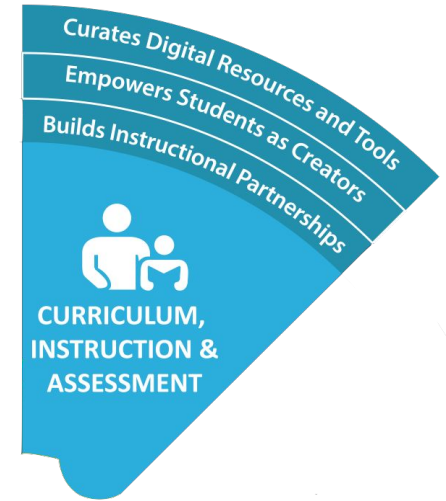 Curates Digital Resources and Tools
Empowers Students as Creators
Builds Instructional Partnerships
CURRICULUM,
INSTRUCTION &
ASSESSMENT